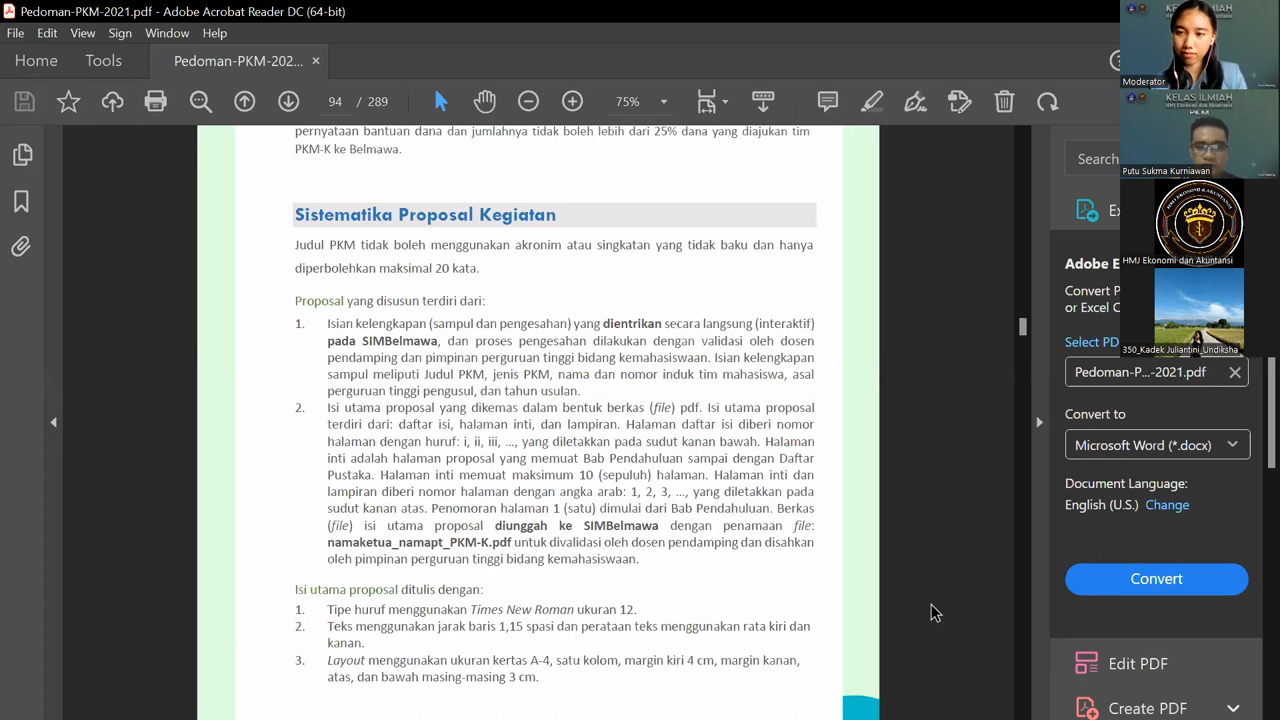 Pedoman-PKM-2021.pdf - Adobe Acrobat Reader DC (64-bit)
File Edit View Sign Window Help
Home Tools Pedoman-PKM-202... ×
94 / 289 75%
pernyataan bantuan dana dan jumlahnya tidak boleh lebih dari 25% dana yang diajukan tim
PKM-K ke Belmawa.
Sistematika Proposal Kegiatan
Judul PKM tidak boleh menggunakan akronim atau singkatan yang tidak baku dan hanya
diperbolehkan maksimal 20 kata.
Proposal yang disusun terdiri dari:
1. Isian kelengkapan (sampul dan pengesahan) yang dientrikan secara langsung (interaktif)
pada SIMBelmawa, dan proses pengesahan dilakukan dengan validasi oleh dosen
pendamping dan pimpinan perguruan tinggi bidang kemahasiswaan. Isian kelengkapan
sampul meliputi Judul PKM, jenis PKM, nama dan nomor induk tim mahasiswa, asal
perguruan tinggi pengusul, dan tahun usulan.
2. Isi utama proposal yang dikemas dalam bentuk berkas (file) pdf. Isi utama proposal
terdiri dari: daftar isi, halaman inti, dan lampiran. Halaman daftar isi diberi nomor
halaman dengan huruf: i, ii, iii, ..., yang diletakkan pada sudut kanan bawah. Halaman
inti adalah halaman proposal yang memuat Bab Pendahuluan sampai dengan Daftar
Pustaka. Halaman inti memuat maksimum 10 (sepuluh) halaman. Halaman inti dan
lampiran diberi nomor halaman dengan angka arab: 1, 2, 3, ..., yang diletakkan pada
sudut kanan atas. Penomoran halaman 1 (satu) dimulai dari Bab Pendahuluan. Berkas
(file) isi utama proposal diunggah ke SIMBelmawa dengan penamaan file:
namaketua_namapt_PKM-K.pdf untuk divalidasi oleh dosen pendamping dan disahkan
oleh pimpinan perguruan tinggi bidang kemahasiswaan.
Isi utama proposal ditulis dengan:
1. Tipe huruf menggunakan Times New Roman ukuran 12.
2. Teks menggunakan jarak baris 1,15 spasi dan perataan teks menggunakan rata kiri dan
kanan.
3. Layout menggunakan ukuran kertas A-4, satu kolom, margin kiri 4 cm, margin kanan,
atas, dan bawah masing-masing 3 cm.
Moderator
KELAS ILMIAH
PKM
Putu Sukma Kurniawan
HMJ Ekonomi dan Akuntansi
350_Kadek Juliantini_Undiksha
Search
Ex
Adobe E
Convert P
or Excel C
Select PD
Pedoman-P...-2021.pdf
Convert to
Microsoft Word (*.docx)
Document Language:
English (U.S.) Change
Convert
Edit PDF
Create PDF